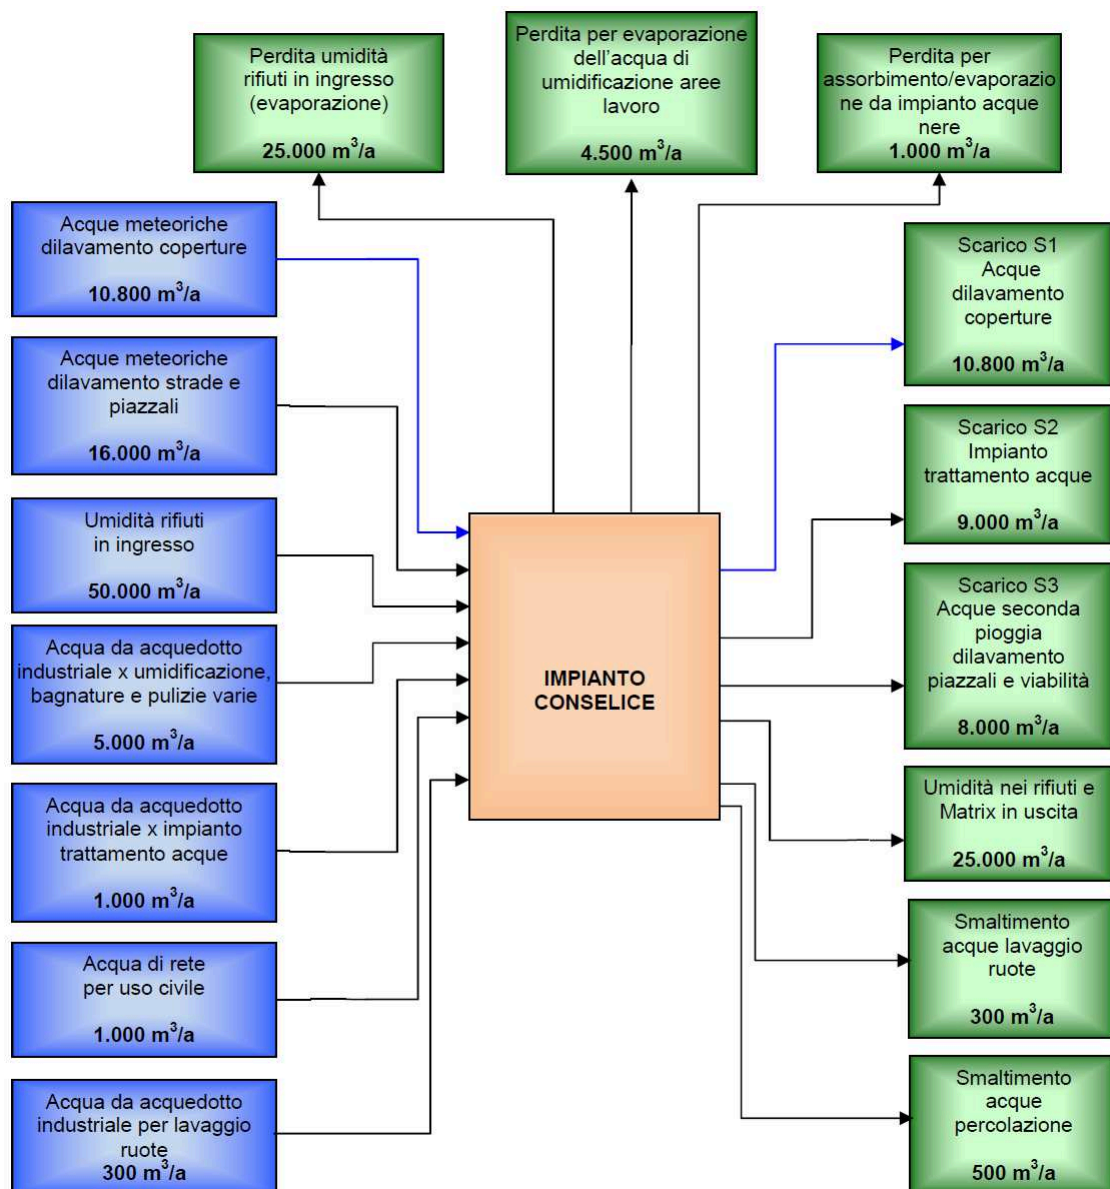 Perdita umidità
rifiuti in ingresso
(evaporazione)
25.000 m³/a
Perdita per evaporazione
dell'acqua di
umidificazione aree
lavoro
4.500 m³/a
Perdita per
assorbimento/evaporazio
ne da impianto acque
nere
1.000 m³/a
Acque meteoriche
dilavamento coperture
10.800 m³/a
Acque meteoriche
dilavamento strade e
piazzali
16.000 m³/a
Umidità rifiuti
in ingresso
50.000 m³/a
Acqua da acquedotto
industriale x umidificazione,
bagnature e pulizie varie
5.000 m³/a
Acqua da acquedotto
industriale x impianto
trattamento acque
1.000 m³/a
Acqua di rete
per uso civile
1.000 m³/a
Acqua da acquedotto
industriale per lavaggio
ruote
300 m³/a
IMPIANTO
CONSELICE
Scarico S1
Acque
dilavamento
coperture
10.800 m³/a
Scarico S2
Impianto
trattamento acque
9.000 m³/a
Scarico S3
Acque seconda
pioggia
dilavamento
piazzali e viabilità
8.000 m³/a
Umidità nei rifiuti e
Matrix in uscita
25.000 m³/a
Smaltimento
acque lavaggio
ruote
300 m³/a
Smaltimento
acque
percolazione
500 m³/a